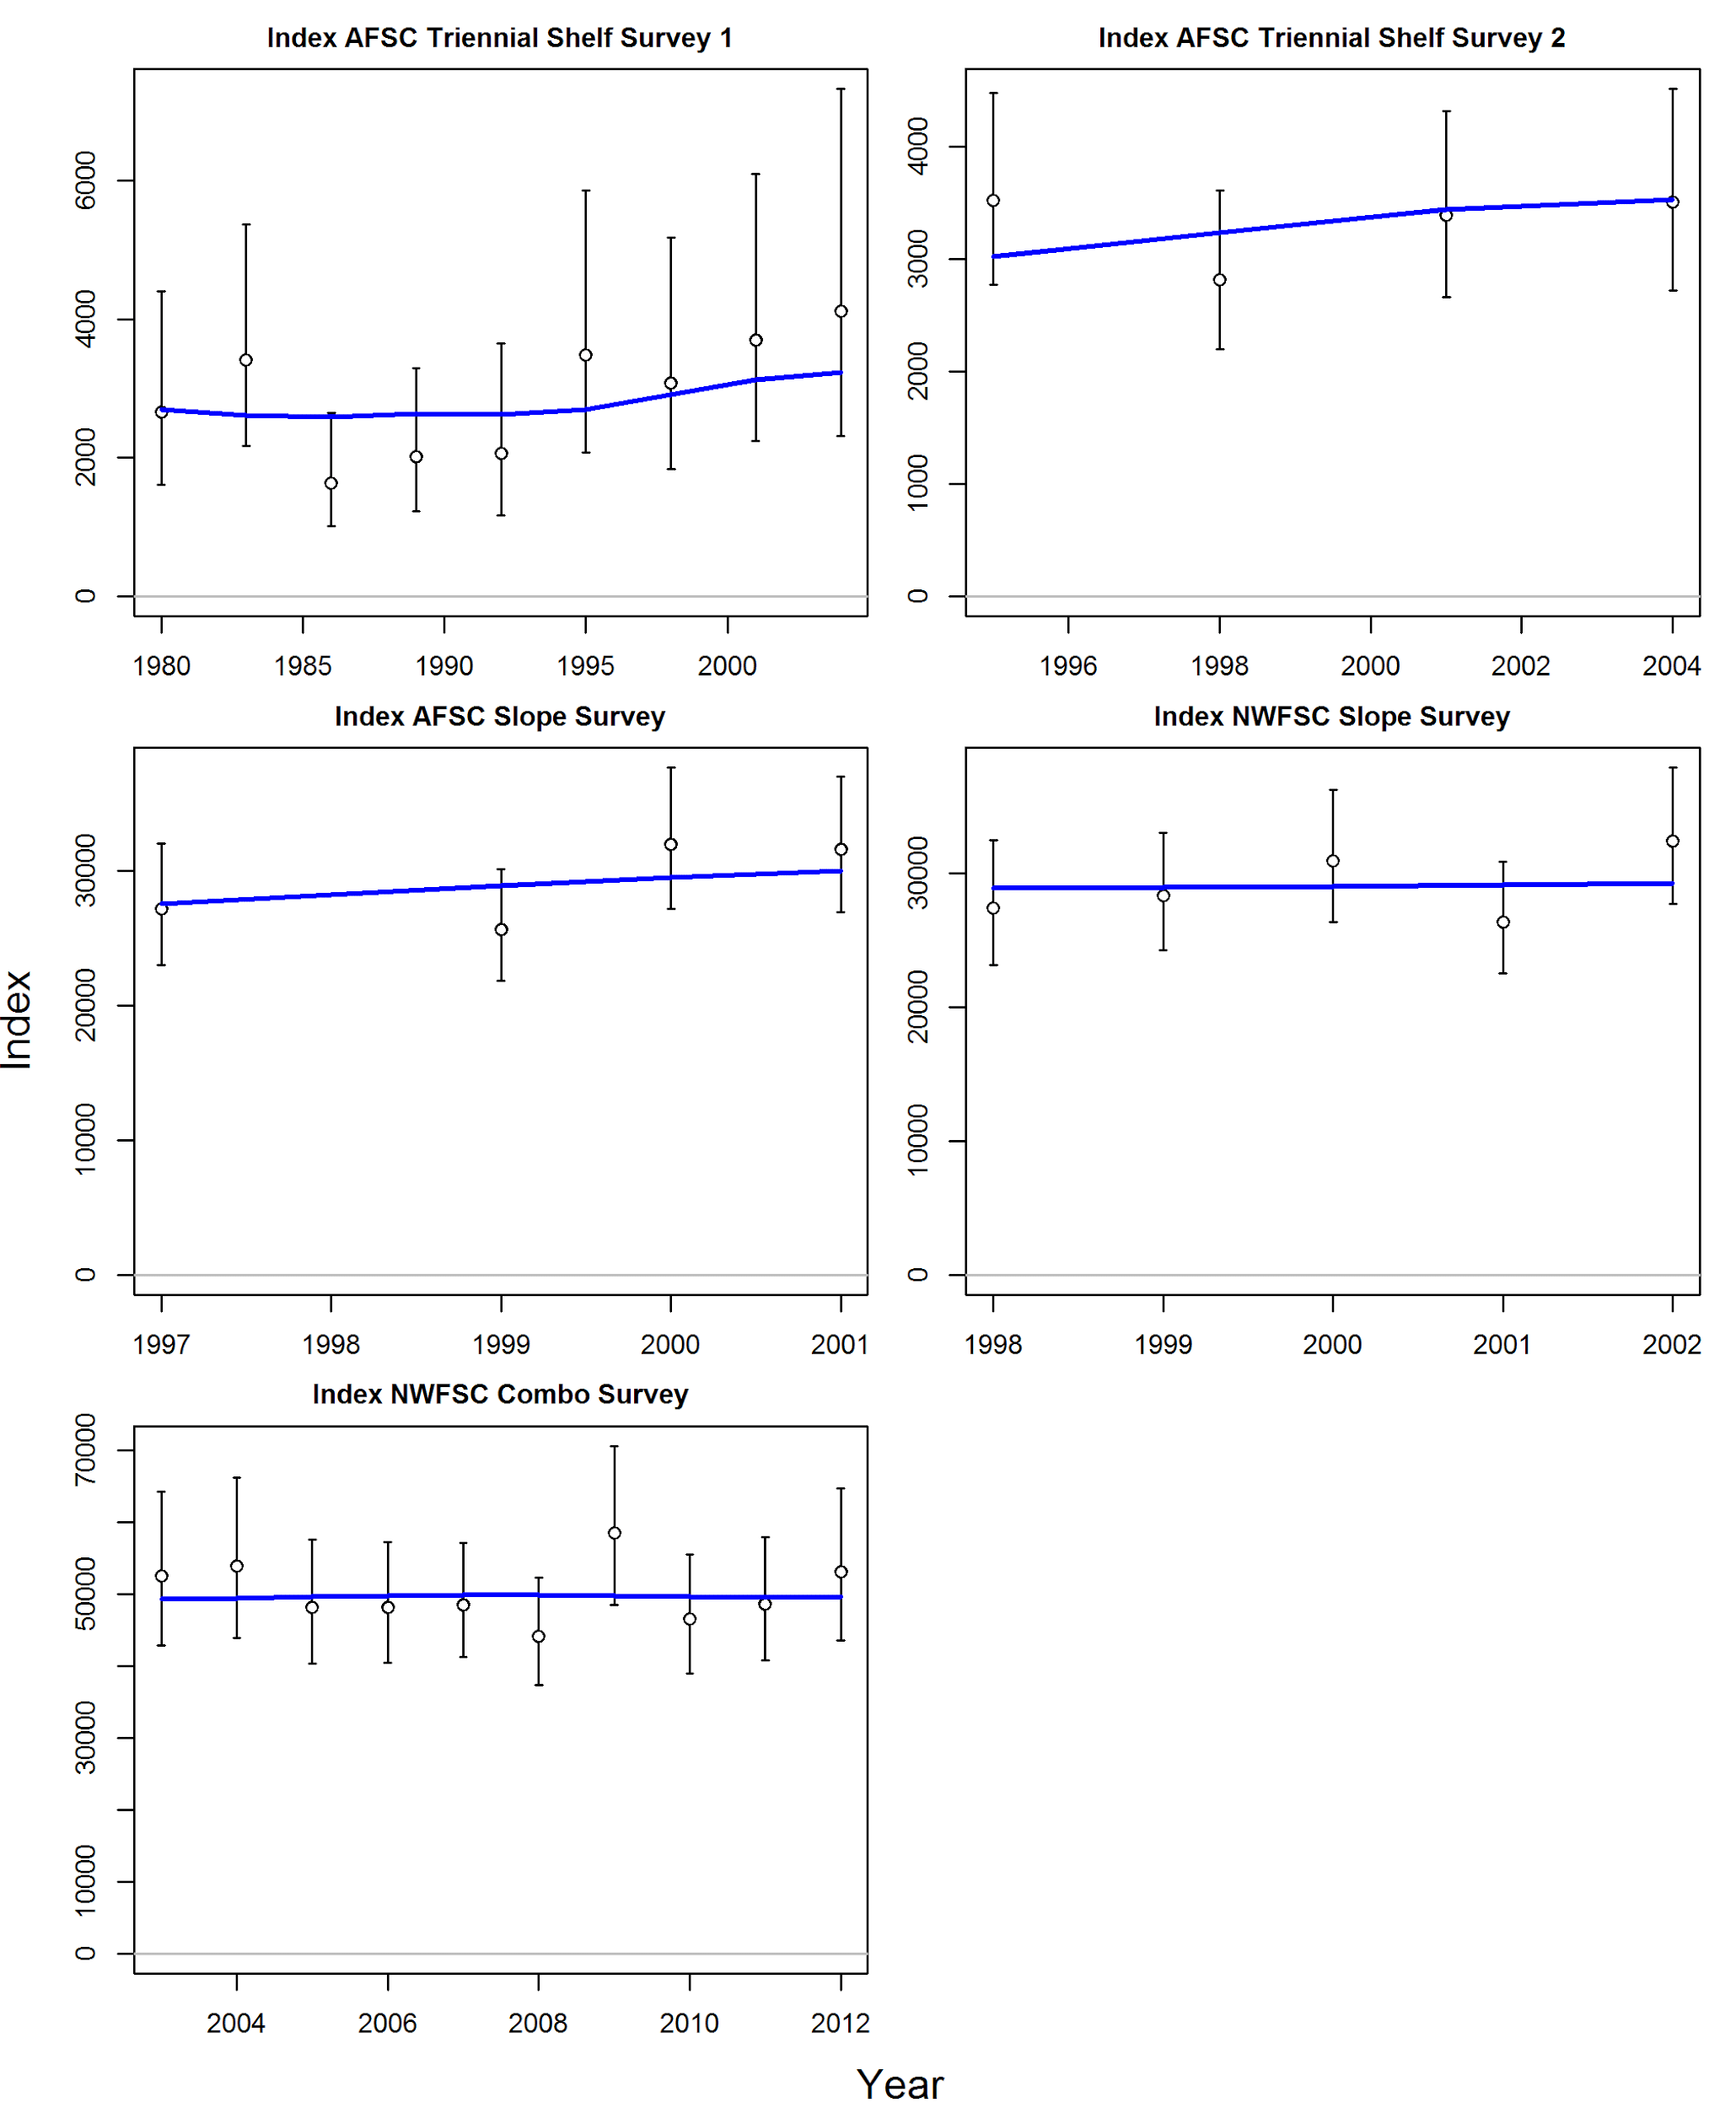 Index AFSC Triennial Shelf Survey 1
6000
4000
2000
0
1980 1985 1990 1995 2000
Index AFSC Triennial Shelf Survey 2
4000
3000
2000
1000
0
1996 1998 2000 2002 2004
Index AFSC Slope Survey
30000
20000
10000
0
1997 1998 1999 2000 2001
Index NWFSC Slope Survey
30000
20000
10000
0
1998 1999 2000 2001 2002
Index NWFSC Combo Survey
70000
50000
30000
10000
0
2004 2006 2008 2010 2012
Index
Year